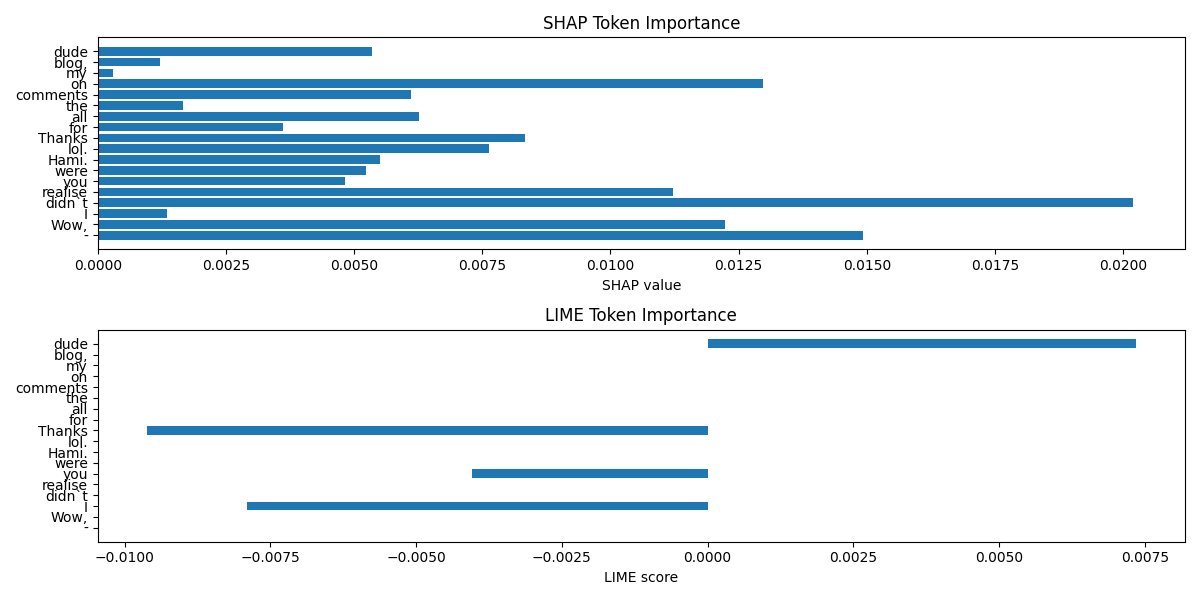 SHAP Token Importance
dude
blog,
my
on
comments
the
all
for
Thanks
lol.
Hami.
were
you
realise
didn`t
I
Wow,
-
0.0000 0.0025 0.0050 0.0075 0.0100 0.0125 0.0150 0.0175 0.0200
SHAP value
LIME Token Importance
dude
blog,
my
on
comments
the
all
for
Thanks
lol.
Hami.
were
you
realise
didn`t
I
Wow,
-
−0.0100 −0.0075 −0.0050 −0.0025 0.0000 0.0025 0.0050 0.0075
LIME score